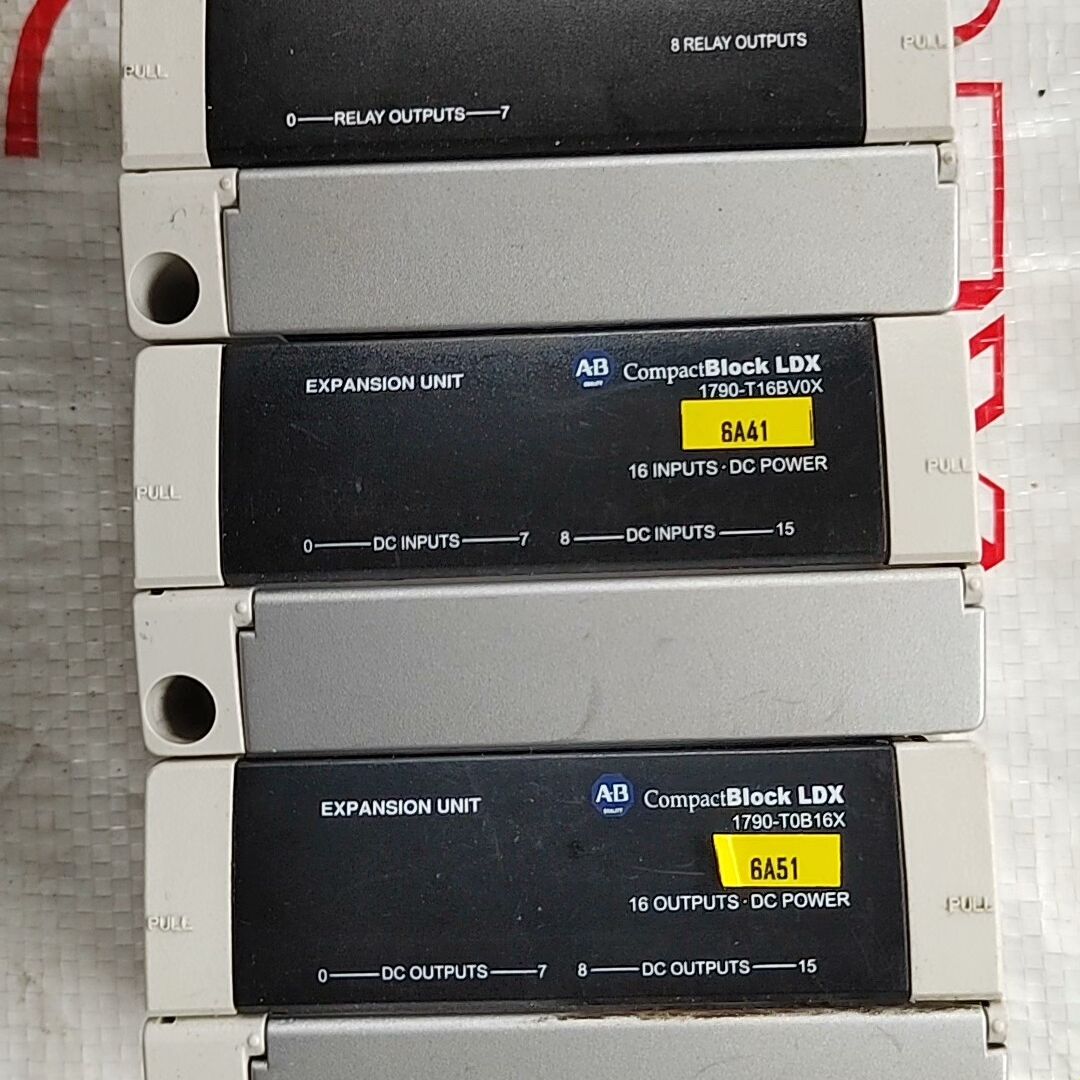 8 RELAY OUTPUTS
PULL
PULL
0 RELAY OUTPUTS 7
EXPANSION UNIT
A-B CompactBlock LDX
QUALITY
1790-T16BV0X
6A41
16 INPUTS · DC POWER
PULL
PULL
0 DC INPUTS 7 8 DC INPUTS 15
EXPANSION UNIT
A-B CompactBlock LDX
QUALITY
1790-T0B16X
6A51
16 OUTPUTS · DC POWER
PULL
PULL
0 DC OUTPUTS 7 8 DC OUTPUTS 15